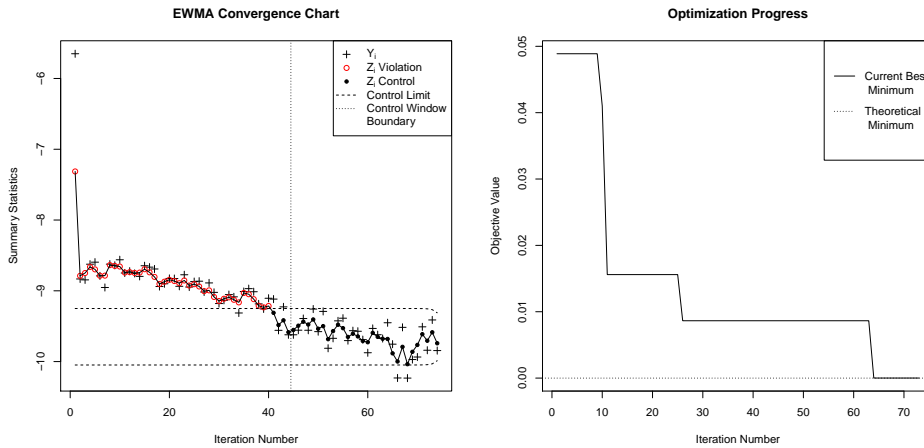 EWMA Convergence Chart
Summary Statistics
−6
−7
−8
−9
−10
0
20
40
60
Iteration Number
Yi
Zi Violation
Zi Control
Control Limit
Control Window
Boundary
Optimization Progress
Objective Value
0.05
0.04
0.03
0.02
0.01
0.00
0
10
20
30
40
50
60
70
Iteration Number
Current Bes
Minimum
Theoretical
Minimum